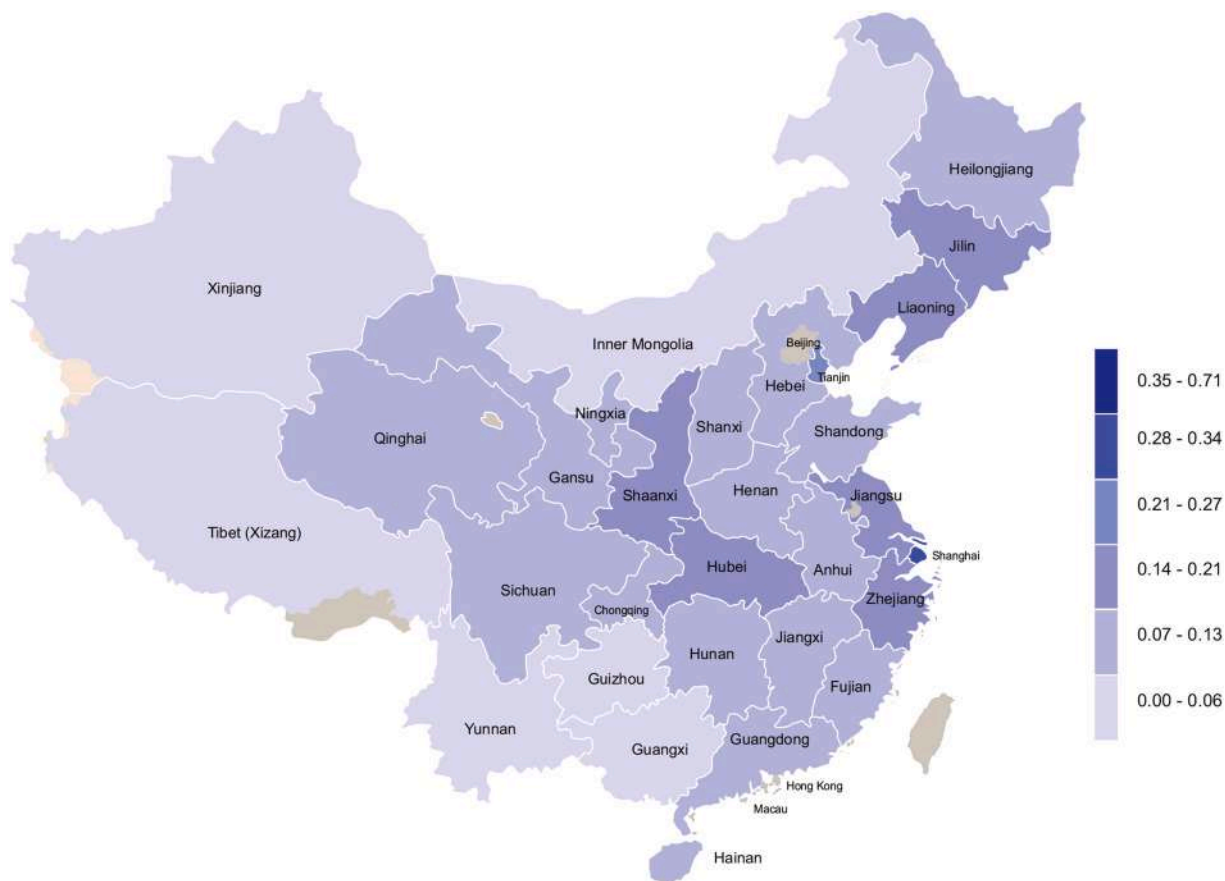 Heilongjiang
Jilin
Liaoning
Xinjiang
Inner Mongolia
Beijing
Tianjin
Hebei
Ningxia
Shanxi
Shandong
Qinghai
Gansu
Shaanxi
Henan
Jiangsu
Tibet (Xizang)
Shanghai
Hubei
Anhui
Sichuan
Zhejiang
Chongqing
Jiangxi
Hunan
Guizhou
Fujian
Yunnan
Guangxi
Guangdong
Hong Kong
Macau
Hainan
0.35 - 0.71
0.28 - 0.34
0.21 - 0.27
0.14 - 0.21
0.07 - 0.13
0.00 - 0.06